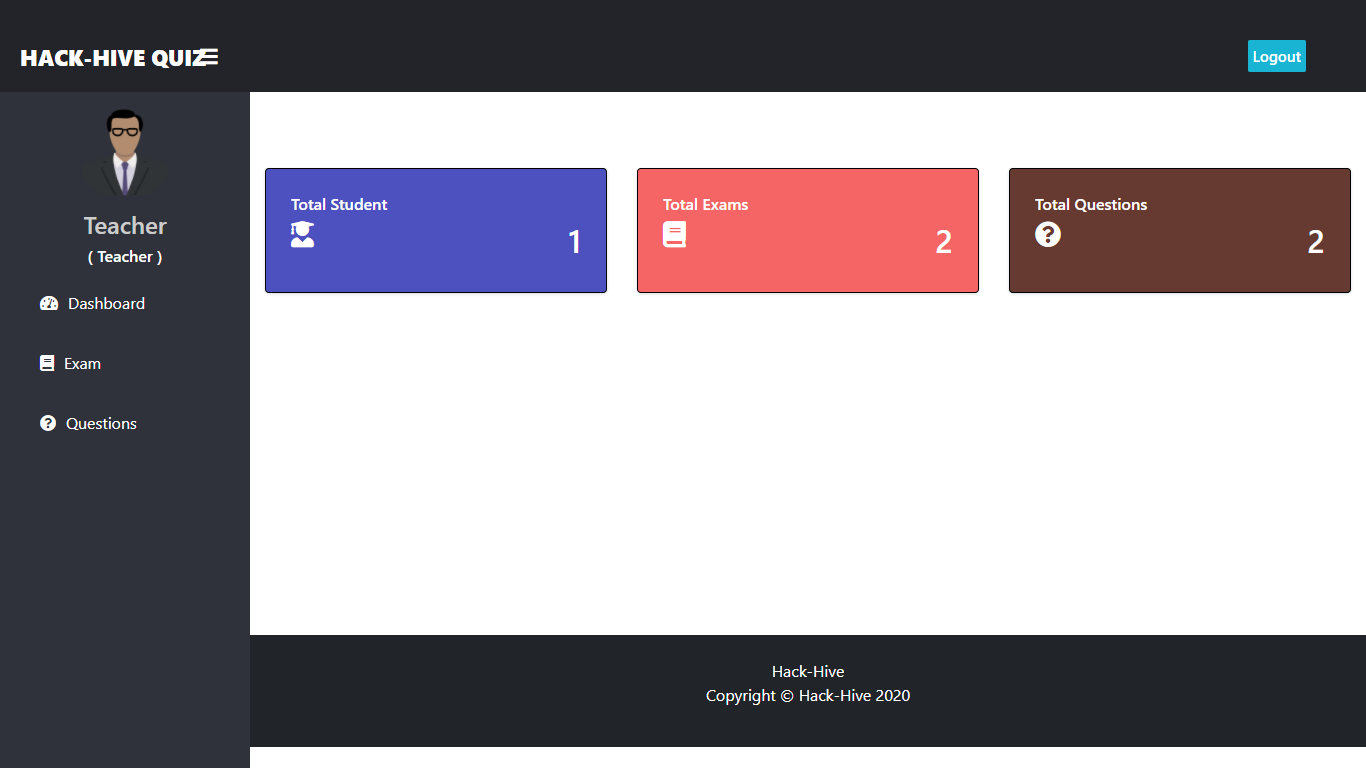 HACK-HIVE QUIZ
Logout
Teacher
( Teacher )
Dashboard
Exam
Questions
Total Student
1
Total Exams
2
Total Questions
2
Hack-Hive
Copyright © Hack-Hive 2020